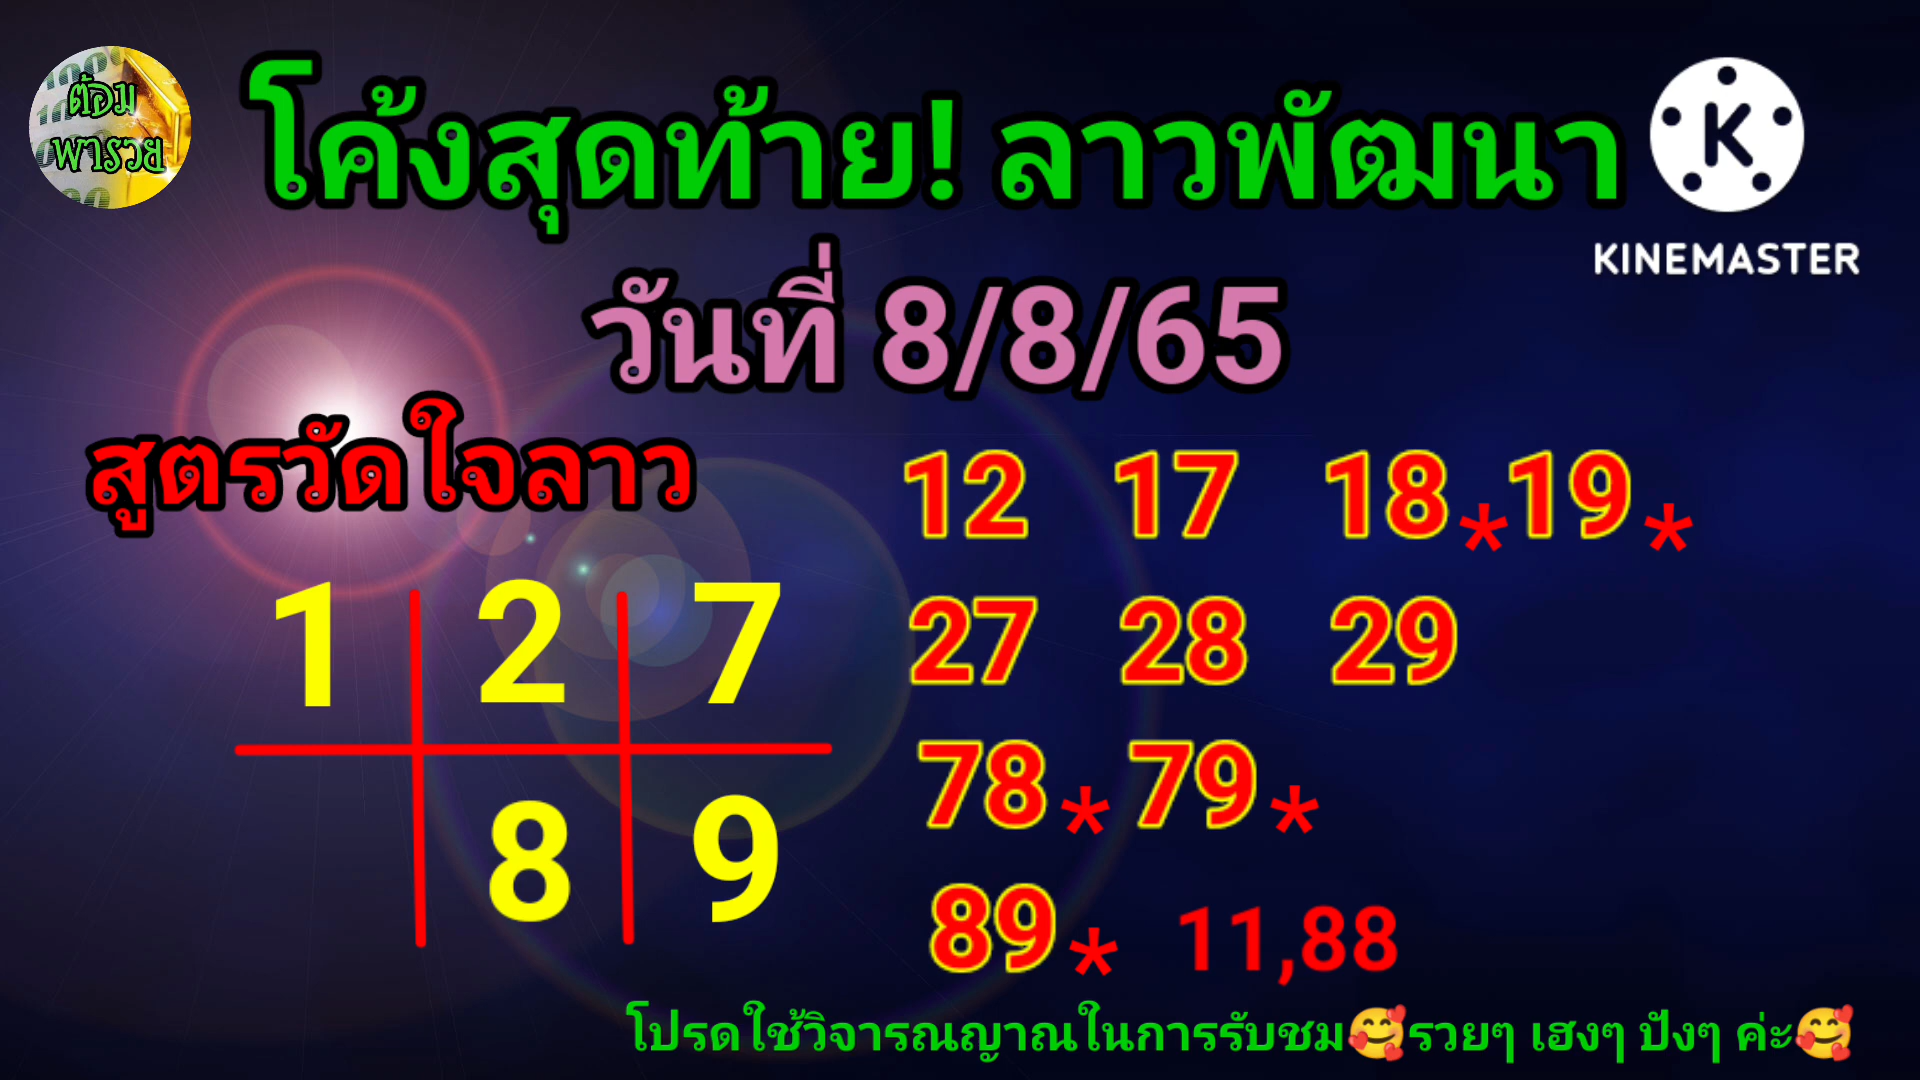 ต้อม
พารวย
โค้งสุดท้าย! ลาวพัฒนา
K
KINEMASTER
วันที่ 8/8/65
สูตรวัดใจลาว
1 2 7
8 9
12 17 18* 19*
27 28 29
78* 79*
89* 11,88
โปรดใช้วิจารณญาณในการรับชม🥰รวยๆ เฮงๆ ปังๆ ค่ะ🥰